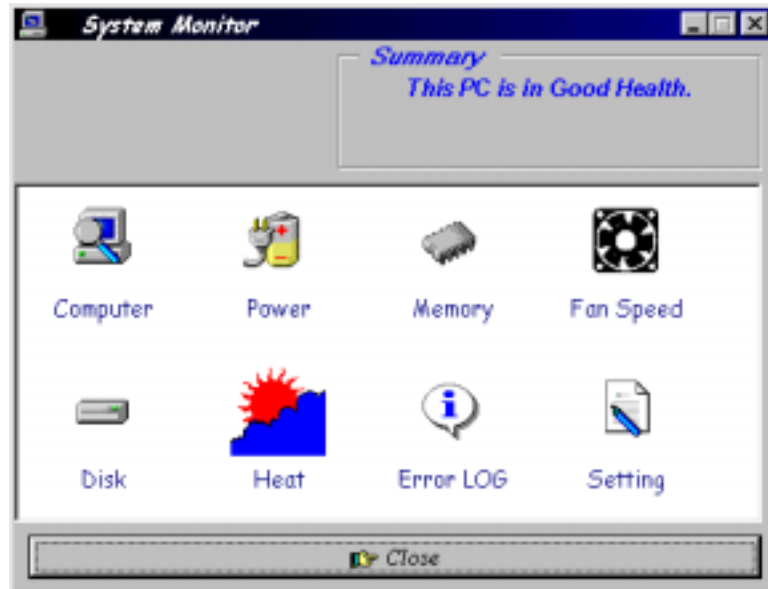 System Monitor
Summary
This PC is in Good Health.
Computer Power Memory Fan Speed
Disk Heat Error LOG Setting
Close